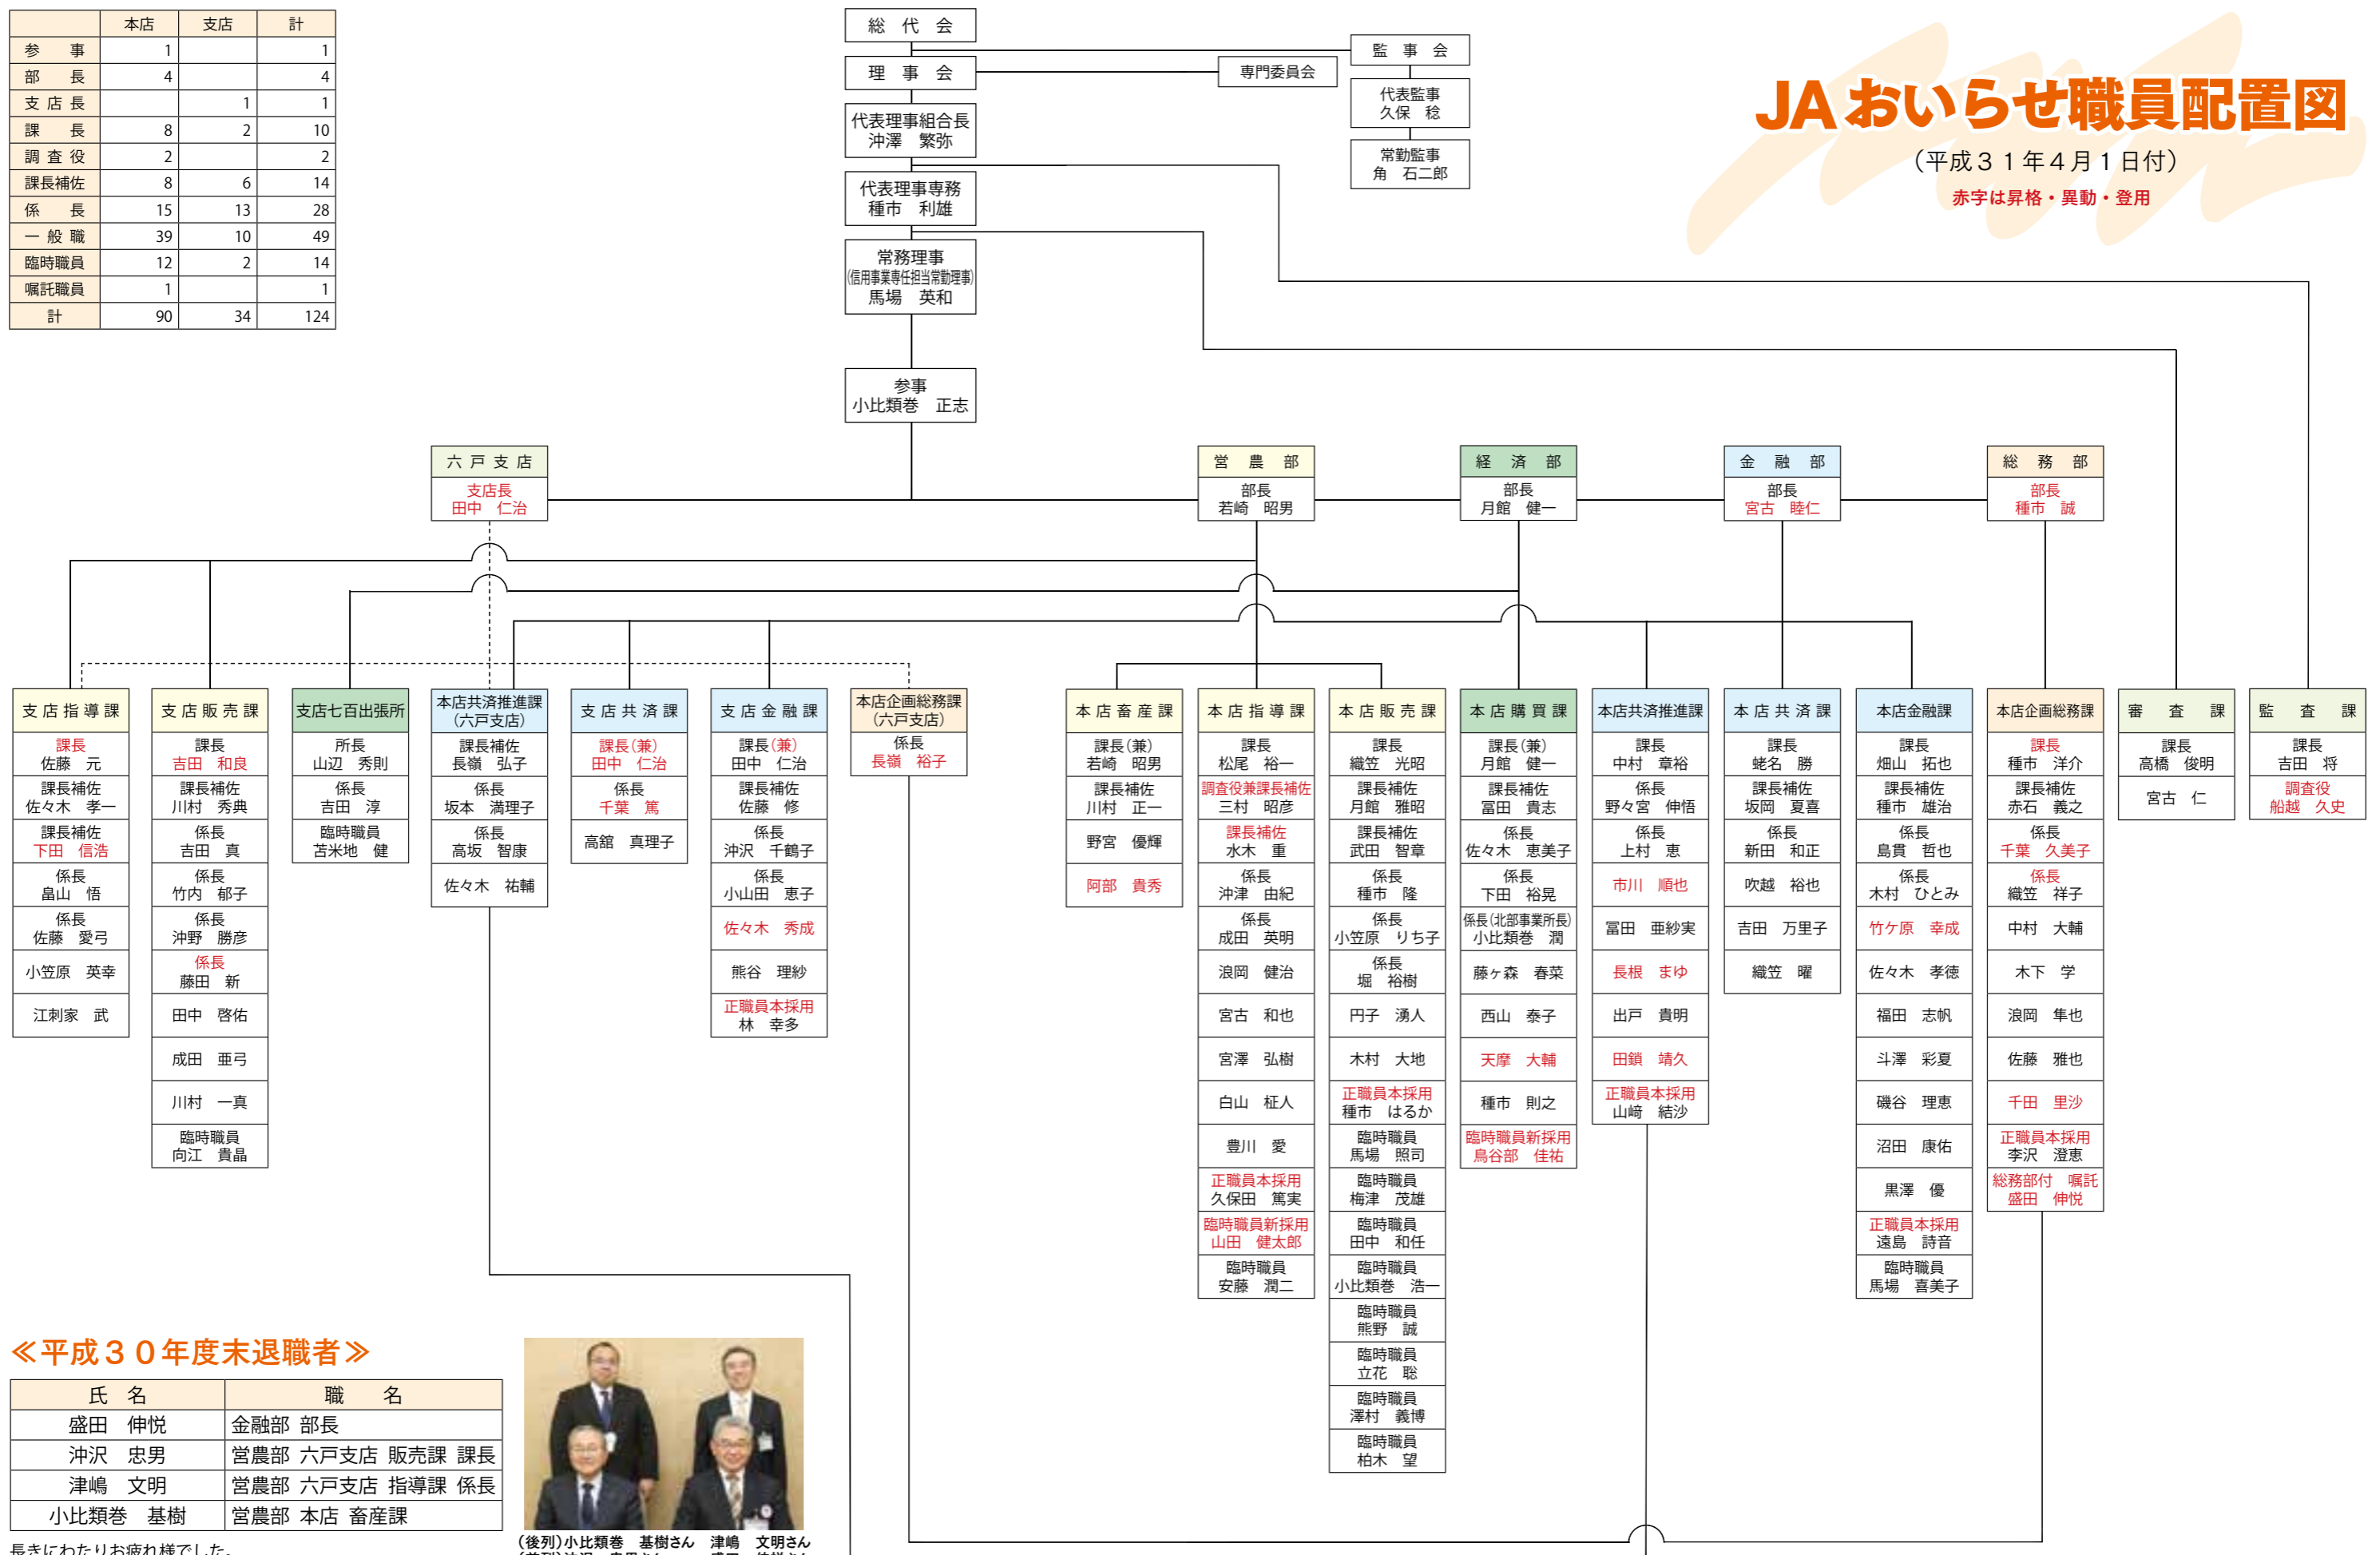 本店 支店 計
参事 1 1
部長 4 4
支店長 1 1
課長 8 2 10
調査役 2 2
課長補佐 8 6 14
係長 15 13 28
一般職 39 10 49
臨時職員 12 2 14
嘱託職員 1 1
計 90 34 124
総代会
理事会
専門委員会
監事会
代表監事
久保 稔
常勤監事
角 石二郎
代表理事組合長
沖澤 繁弥
代表理事専務
種市 利雄
常務理事
(信用事業専任担当常勤理事)
馬場 英和
参事
小比類巻 正志
JAおいらせ職員配置図
（平成３１年４月１日付）
赤字は昇格・異動・登用
六戸支店
支店長
田中 仁治
営農部
部長
若崎 昭男
経済部
部長
月館 健一
金融部
部長
宮古 睦仁
総務部
部長
種市 誠
支店指導課
課長
佐藤 元
課長補佐
佐々木 孝一
課長補佐
下田 信浩
係長
畠山 悟
係長
佐藤 愛弓
小笠原 英幸
江刺家 武
支店販売課
課長
吉田 和良
課長補佐
川村 秀典
係長
吉田 真
係長
竹内 郁子
係長
沖野 勝彦
係長
藤田 新
田中 啓佑
成田 亜弓
川村 一真
臨時職員
向江 貴晶
支店七百出張所
所長
山辺 秀則
係長
吉田 淳
臨時職員
苫米地 健
本店共済推進課
（六戸支店）
課長補佐
長嶺 弘子
係長
坂本 満理子
係長
高坂 智康
佐々木 祐輔
支店共済課
課長（兼）
田中 仁治
係長
千葉 篤
高舘 真理子
支店金融課
課長（兼）
田中 仁治
課長補佐
佐藤 修
係長
沖沢 千鶴子
係長
小山田 恵子
佐々木 秀成
熊谷 理紗
正職員本採用
林 幸多
本店企画総務課
（六戸支店）
係長
長嶺 裕子
本店畜産課
課長（兼）
若崎 昭男
課長補佐
川村 正一
野宮 優輝
阿部 貴秀
本店指導課
課長
松尾 裕一
調査役兼課長補佐
三村 昭彦
課長補佐
水木 重
係長
沖津 由紀
係長
成田 英明
浪岡 健治
宮古 和也
宮澤 弘樹
白山 柾人
豊川 愛
正職員本採用
久保田 篤実
臨時職員新採用
山田 健太郎
臨時職員
安藤 潤二
本店販売課
課長
織笠 光昭
課長補佐
月館 雅昭
課長補佐
武田 智章
係長
種市 隆
係長
小笠原 りち子
係長
堀 裕樹
円子 湧人
木村 大地
正職員本採用
種市 はるか
臨時職員
馬場 照司
臨時職員
梅津 茂雄
臨時職員
田中 和任
臨時職員
小比類巻 浩一
臨時職員
熊野 誠
臨時職員
立花 聡
臨時職員
澤村 義博
臨時職員
柏木 望
本店購買課
課長（兼）
月館 健一
課長補佐
冨田 貴志
係長
佐々木 恵美子
係長
下田 裕晃
係長（北部事業所長）
小比類巻 潤
藤ヶ森 春菜
西山 泰子
天摩 大輔
種市 則之
臨時職員新採用
鳥谷部 佳祐
本店共済推進課
課長
中村 章裕
係長
野々宮 伸悟
係長
上村 恵
市川 順也
冨田 亜紗実
長根 まゆ
出戸 貴明
田鎖 靖久
正職員本採用
山﨑 結沙
本店共済課
課長
蛯名 勝
課長補佐
坂岡 夏喜
係長
新田 和正
吹越 裕也
吉田 万里子
織笠 曜
本店金融課
課長
畑山 拓也
課長補佐
種市 雄治
係長
島貫 哲也
係長
木村 ひとみ
竹ケ原 幸成
佐々木 孝徳
福田 志帆
斗澤 彩夏
磯谷 理恵
沼田 康佑
黒澤 優
正職員本採用
遠島 詩音
臨時職員
馬場 喜美子
本店企画総務課
課長
種市 洋介
課長補佐
赤石 義之
係長
千葉 久美子
係長
織笠 祥子
中村 大輔
木下 学
浪岡 隼也
佐藤 雅也
千田 里沙
正職員本採用
李沢 澄恵
総務部付 嘱託
盛田 伸悦
審査課
課長
高橋 俊明
宮古 仁
監査課
課長
吉田 将
調査役
船越 久史
≪平成３０年度末退職者≫
氏名 職名
盛田 伸悦 金融部 部長
沖沢 忠男 営農部 六戸支店 販売課 課長
津嶋 文明 営農部 六戸支店 指導課 係長
小比類巻 基樹 営農部 本店 畜産課
長きにわたりお疲れ様でした。
（後列）小比類巻 基樹さん 津嶋 文明さん